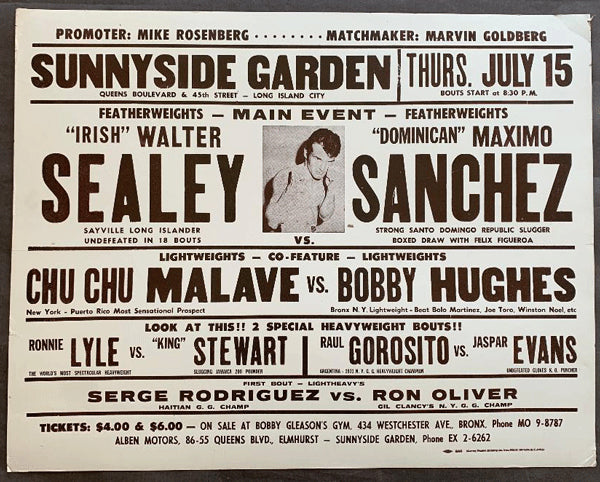 PROMOTER: MIKE ROSENBERG . . . . . . . . MATCHMAKER: MARVIN GOLDBERG
SUNNYSIDE GARDEN
QUEENS BOULEVARD & 45th STREET — LONG ISLAND CITY
THURS. JULY 15
BOUTS START at 8:30 P.M.
FEATHERWEIGHTS — MAIN EVENT — FEATHERWEIGHTS
"IRISH" WALTER
SEALEY
SAYVILLE LONG ISLANDER
UNDEFEATED IN 18 BOUTS
VS.
"DOMINICAN" MAXIMO
SANCHEZ
STRONG SANTO DOMINGO REPUBLIC SLUGGER
BOXED DRAW WITH FELIX FIGUEROA
LIGHTWEIGHTS — CO-FEATURE — LIGHTWEIGHTS
CHU CHU MALAVE vs. BOBBY HUGHES
New York - Puerto Rico Most Sensational Prospect
Bronx N.Y. Lightweight - Beat Bolo Martinez, Joe Toro, Winston Noel, etc
LOOK AT THIS!! 2 SPECIAL HEAVYWEIGHT BOUTS!!
RONNIE LYLE vs. "KING" STEWART
THE WORLD'S MOST SPECTACULAR HEAVYWEIGHT
SLUGGING JAMAICA 200 POUNDER
RAUL GOROSITO vs. JASPAR EVANS
ARGENTINA - 1971 N.Y. G.G. HEAVYWEIGHT CHAMPION
UNDEFEATED GLOVES K.O. PUNCHER
FIRST BOUT — LIGHTHEAVY'S
SERGE RODRIGUEZ vs. RON OLIVER
HAITIAN G. G. CHAMP
GIL CLANCY'S N. Y. G. G. CHAMP
TICKETS: $4.00 & $6.00 — ON SALE AT BOBBY GLEASON'S GYM, 434 WESTCHESTER AVE., BRONX, Phone MO 9-8787
ALBEN MOTORS, 86-55 QUEENS BLVD., ELMHURST — SUNNYSIDE GARDEN, Phone EX 2-6262